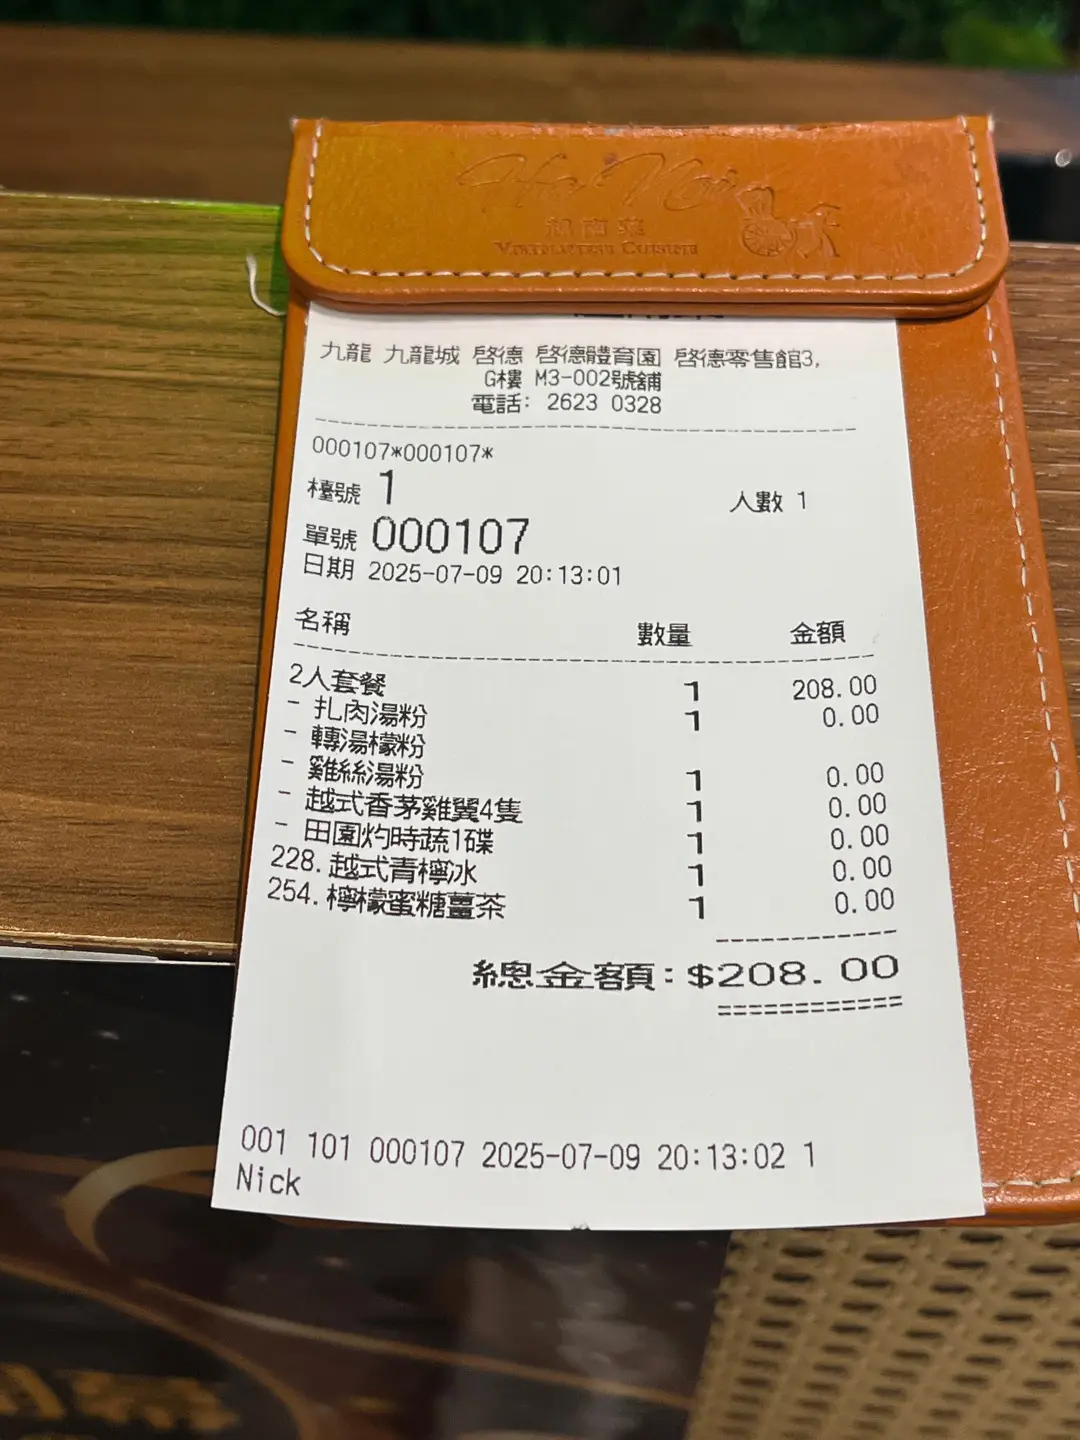 Ha Noi
越南菜
VIETNAMESE CUISINE
九龍 九龍城 啓德 啓德體育園 啓德零售館3,
G樓 M3-002號舖
電話: 2623 0328
000107*000107*
檯號 1 人數 1
單號 000107
日期 2025-07-09 20:13:01
名稱 數量 金額
2人套餐 1 208.00
- 扎肉湯粉 1 0.00
- 轉湯檬粉
- 雞絲湯粉 1 0.00
- 越式香茅雞翼4隻 1 0.00
- 田園灼時蔬1碟 1 0.00
228.越式青檸冰 1 0.00
254.檸檬蜜糖薑茶 1 0.00
總金額:$208.00
============
001 101 000107 2025-07-09 20:13:02 1
Nick